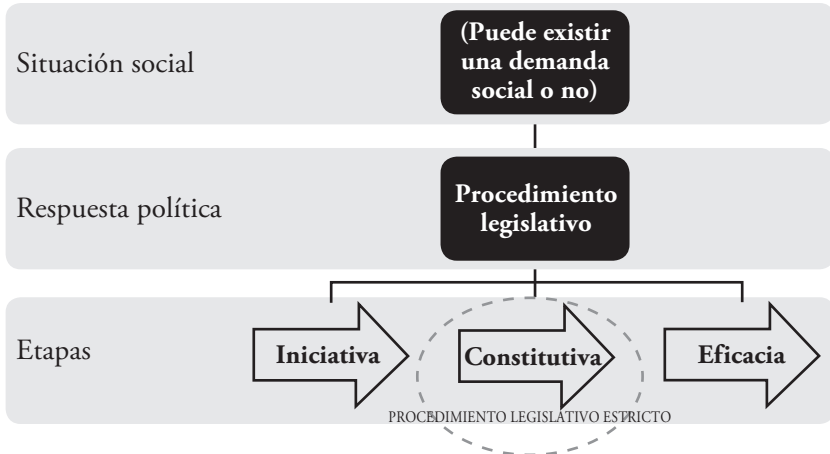 Situación social
(Puede existir
una demanda
social o no)
Respuesta política
Procedimiento
legislativo
Etapas
Iniciativa
Constitutiva
Eficacia
PROCEDIMIENTO LEGISLATIVO ESTRICTO